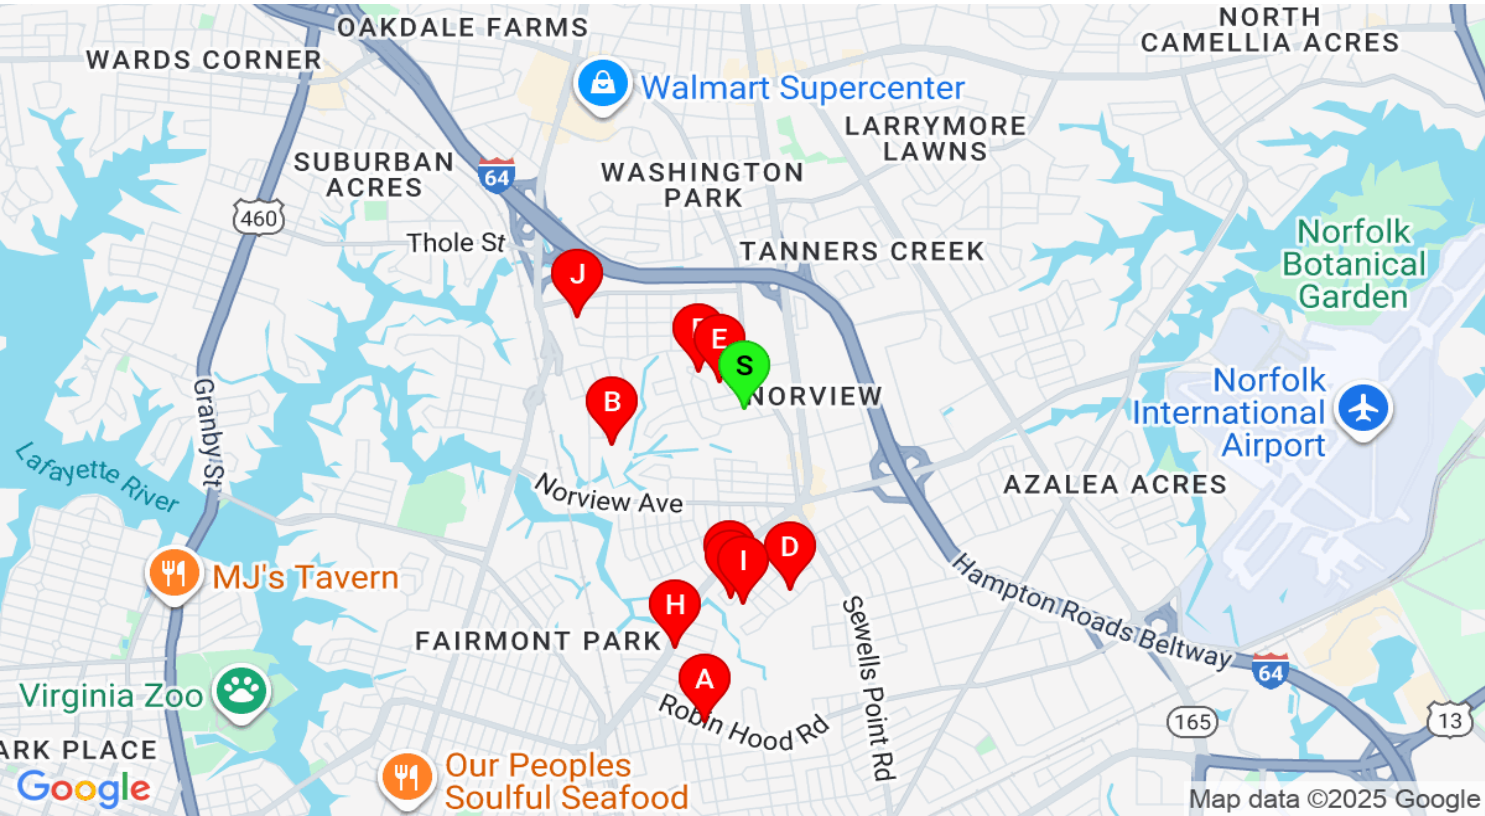 OAKDALE FARMS
NORTH
CAMELLIA ACRES
WARDS CORNER
Walmart Supercenter
LARRYMORE
LAWNS
SUBURBAN
ACRES
64
WASHINGTON
PARK
460
Thole St
TANNERS CREEK
Norfolk
Botanical
Garden
J
E
S
B
NORVIEW
Norfolk
International
Airport
Granby St
Lafayette River
Norview Ave
AZALEA ACRES
D
I
MJ's Tavern
H
Hampton Roads Beltway
FAIRMONT PARK
Sewells Point Rd
64
A
Virginia Zoo
Robin Hood Rd
165
13
ARK PLACE
Our Peoples
Soulful Seafood
Google
Map data ©2025 Google